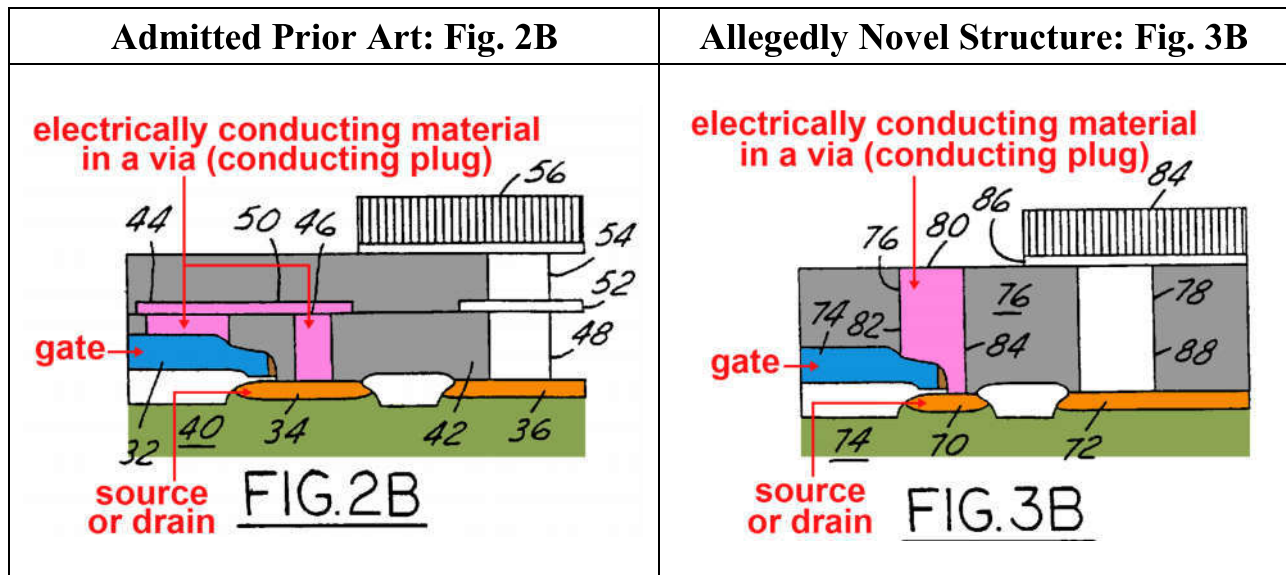 Admitted Prior Art: Fig. 2B
Allegedly Novel Structure: Fig. 3B
electrically conducting material
in a via (conducting plug)
56
44
50
46
54
52
gate
48
32
40
34
42
36
source
or drain
FIG.2B
electrically conducting material
in a via (conducting plug)
84
86
76
80
74
82
76
78
84
88
gate
74
70
72
source
or drain
FIG.3B